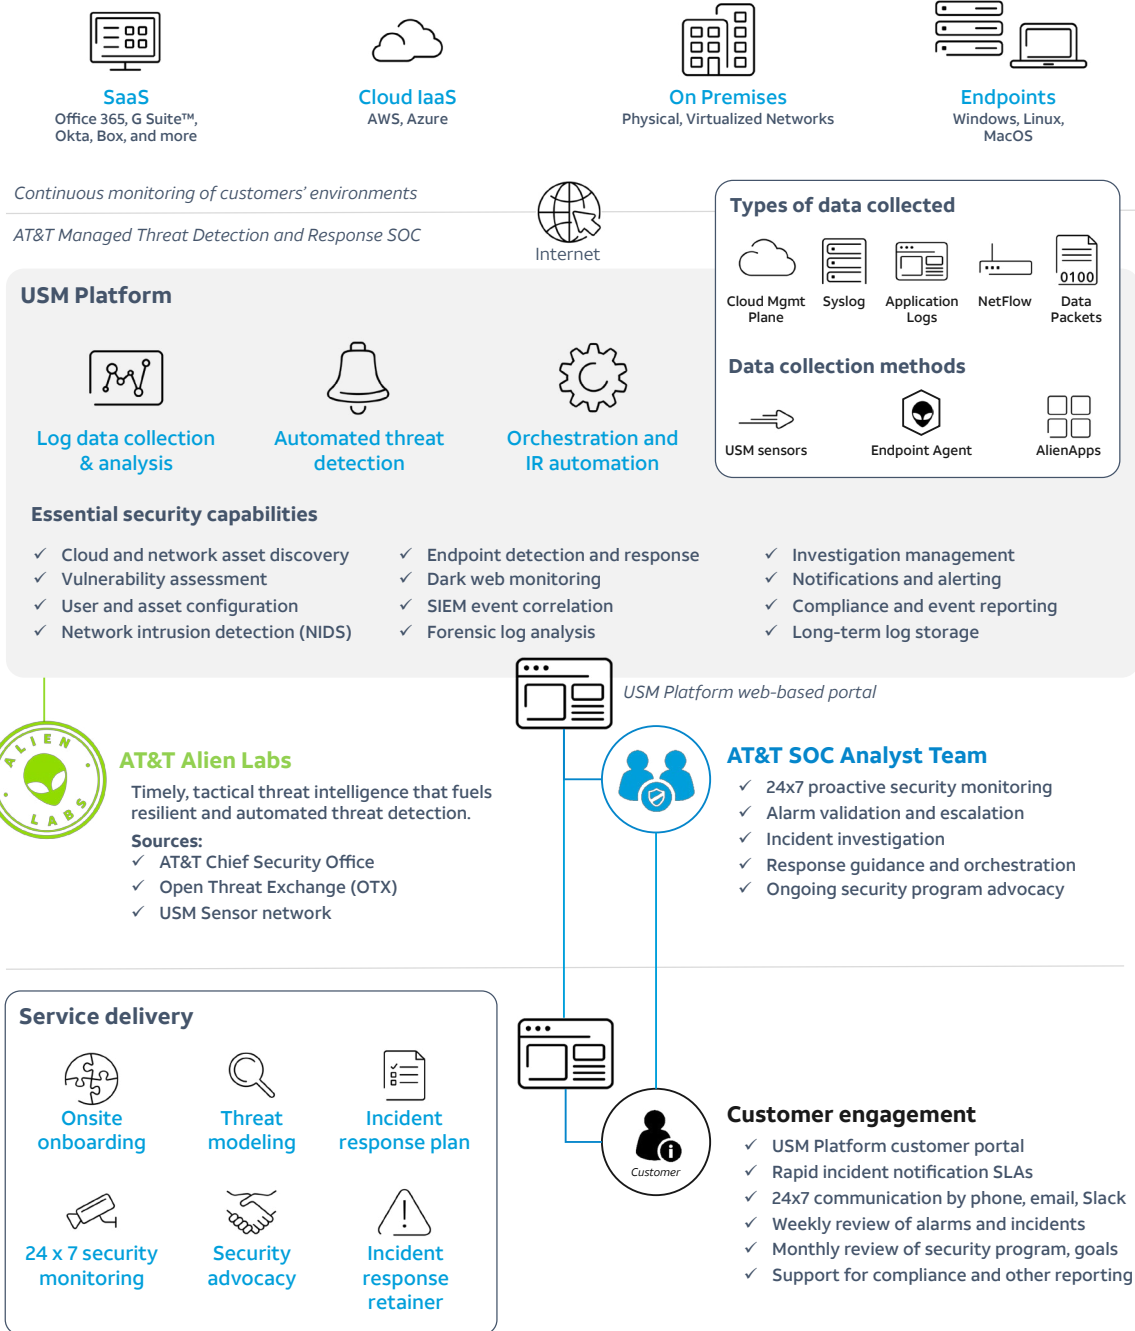 SaaS
Office 365, G Suite™,
Okta, Box, and more
Cloud IaaS
AWS, Azure
On Premises
Physical, Virtualized Networks
Endpoints
Windows, Linux,
MacOS
Continuous monitoring of customers' environments
AT&T Managed Threat Detection and Response SOC
Internet
Types of data collected
Cloud Mgmt
Plane
Syslog
Application
Logs
NetFlow
0100
Data
Packets
Data collection methods
USM sensors
Endpoint Agent
AlienApps
USM Platform
Log data collection
& analysis
Automated threat
detection
Orchestration and
IR automation
Essential security capabilities
✓ Cloud and network asset discovery
✓ Vulnerability assessment
✓ User and asset configuration
✓ Network intrusion detection (NIDS)
✓ Endpoint detection and response
✓ Dark web monitoring
✓ SIEM event correlation
✓ Forensic log analysis
✓ Investigation management
✓ Notifications and alerting
✓ Compliance and event reporting
✓ Long-term log storage
USM Platform web-based portal
ALIEN
LABS
AT&T Alien Labs
Timely, tactical threat intelligence that fuels
resilient and automated threat detection.
Sources:
✓ AT&T Chief Security Office
✓ Open Threat Exchange (OTX)
✓ USM Sensor network
AT&T SOC Analyst Team
✓ 24x7 proactive security monitoring
✓ Alarm validation and escalation
✓ Incident investigation
✓ Response guidance and orchestration
✓ Ongoing security program advocacy
Service delivery
Onsite
onboarding
Threat
modeling
Incident
response plan
24 x 7 security
monitoring
Security
advocacy
Incident
response
retainer
Customer
Customer engagement
✓ USM Platform customer portal
✓ Rapid incident notification SLAs
✓ 24x7 communication by phone, email, Slack
✓ Weekly review of alarms and incidents
✓ Monthly review of security program, goals
✓ Support for compliance and other reporting